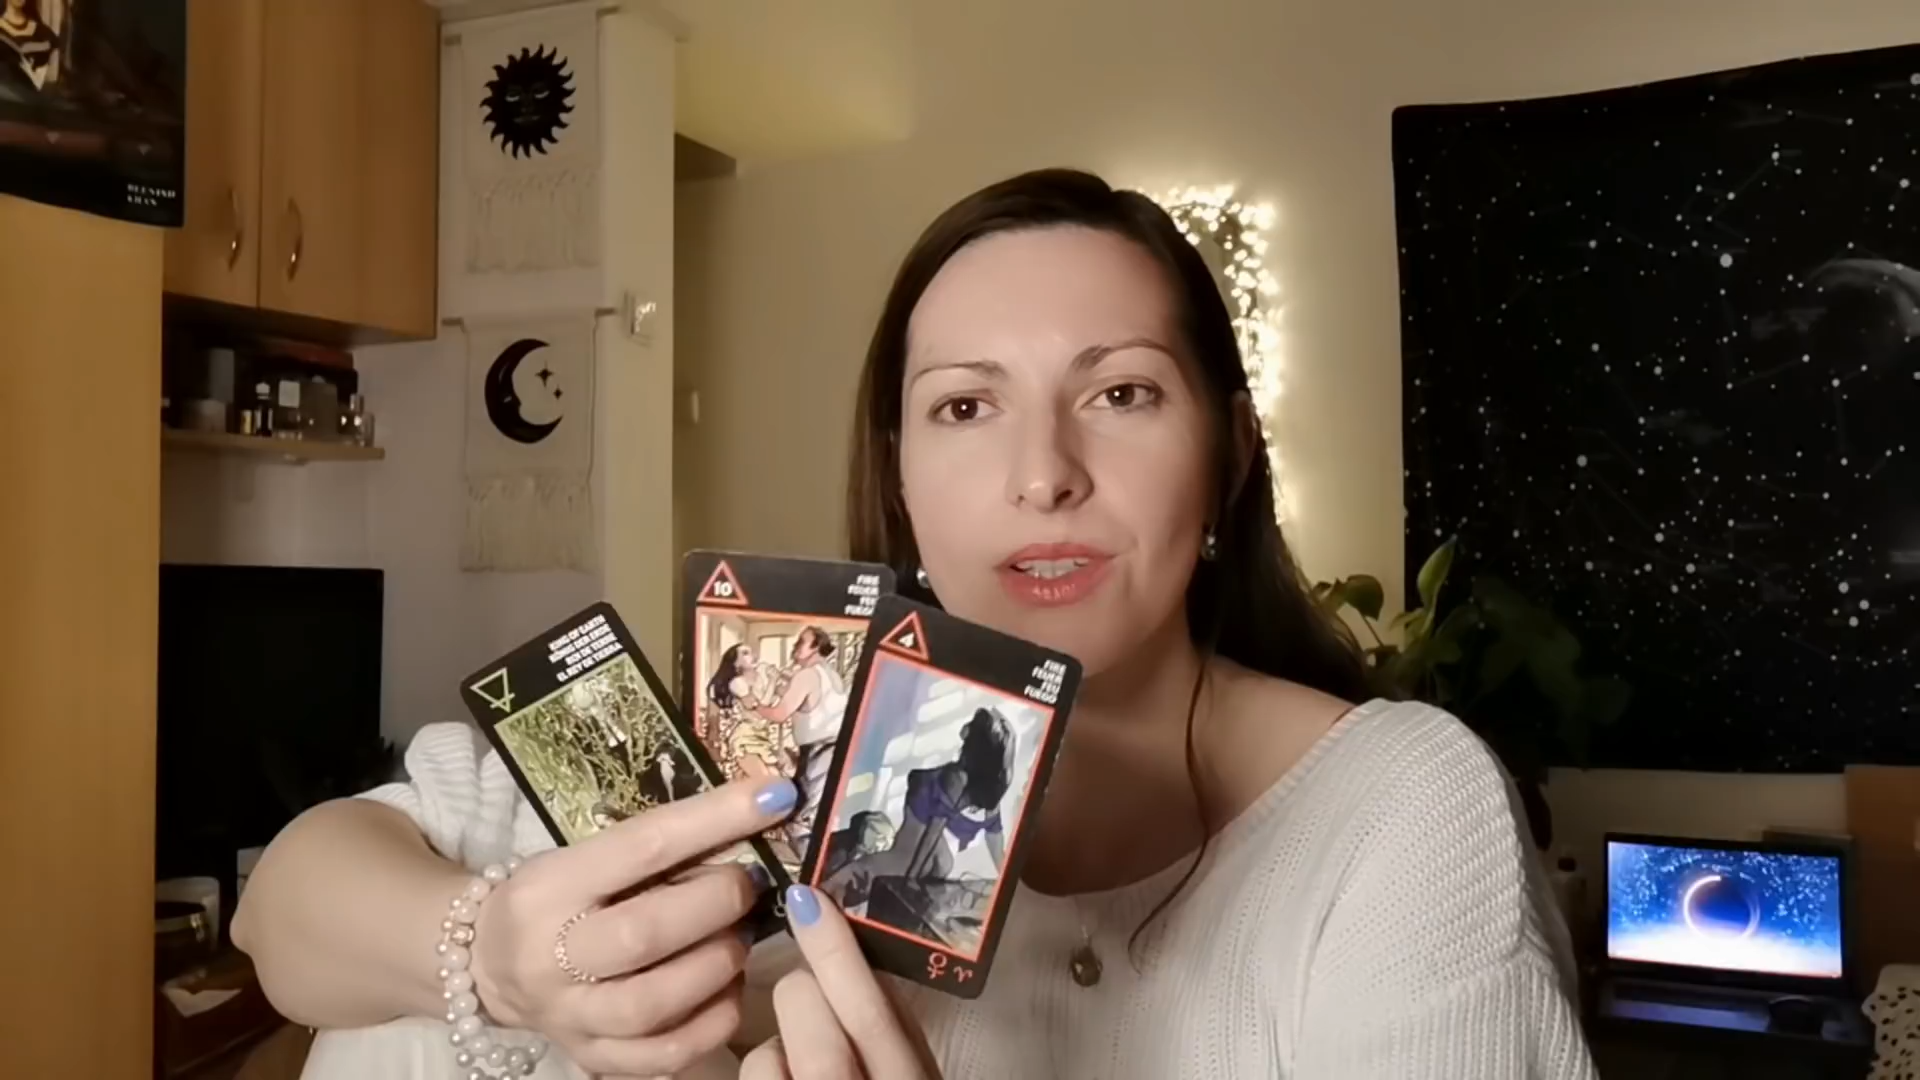 KING OF EARTH
KÖNIG DER ERDE
ROI DE TERRE
EL REY DE TIERRA
10
FIRE
FEUER
FEU
FUEGO
4
FIRE
FEUER
FEU
FUEGO